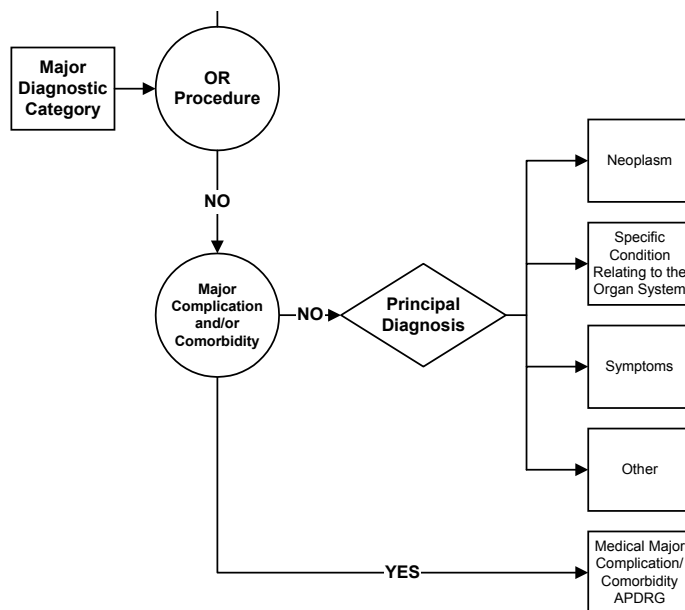 Major
Diagnostic
Category
OR
Procedure
NO
Major
Complication
and/or
Comorbidity
NO
Principal
Diagnosis
Neoplasm
Specific
Condition
Relating to the
Organ System
Symptoms
Other
YES
Medical Major
Complication/
Comorbidity
APDRG